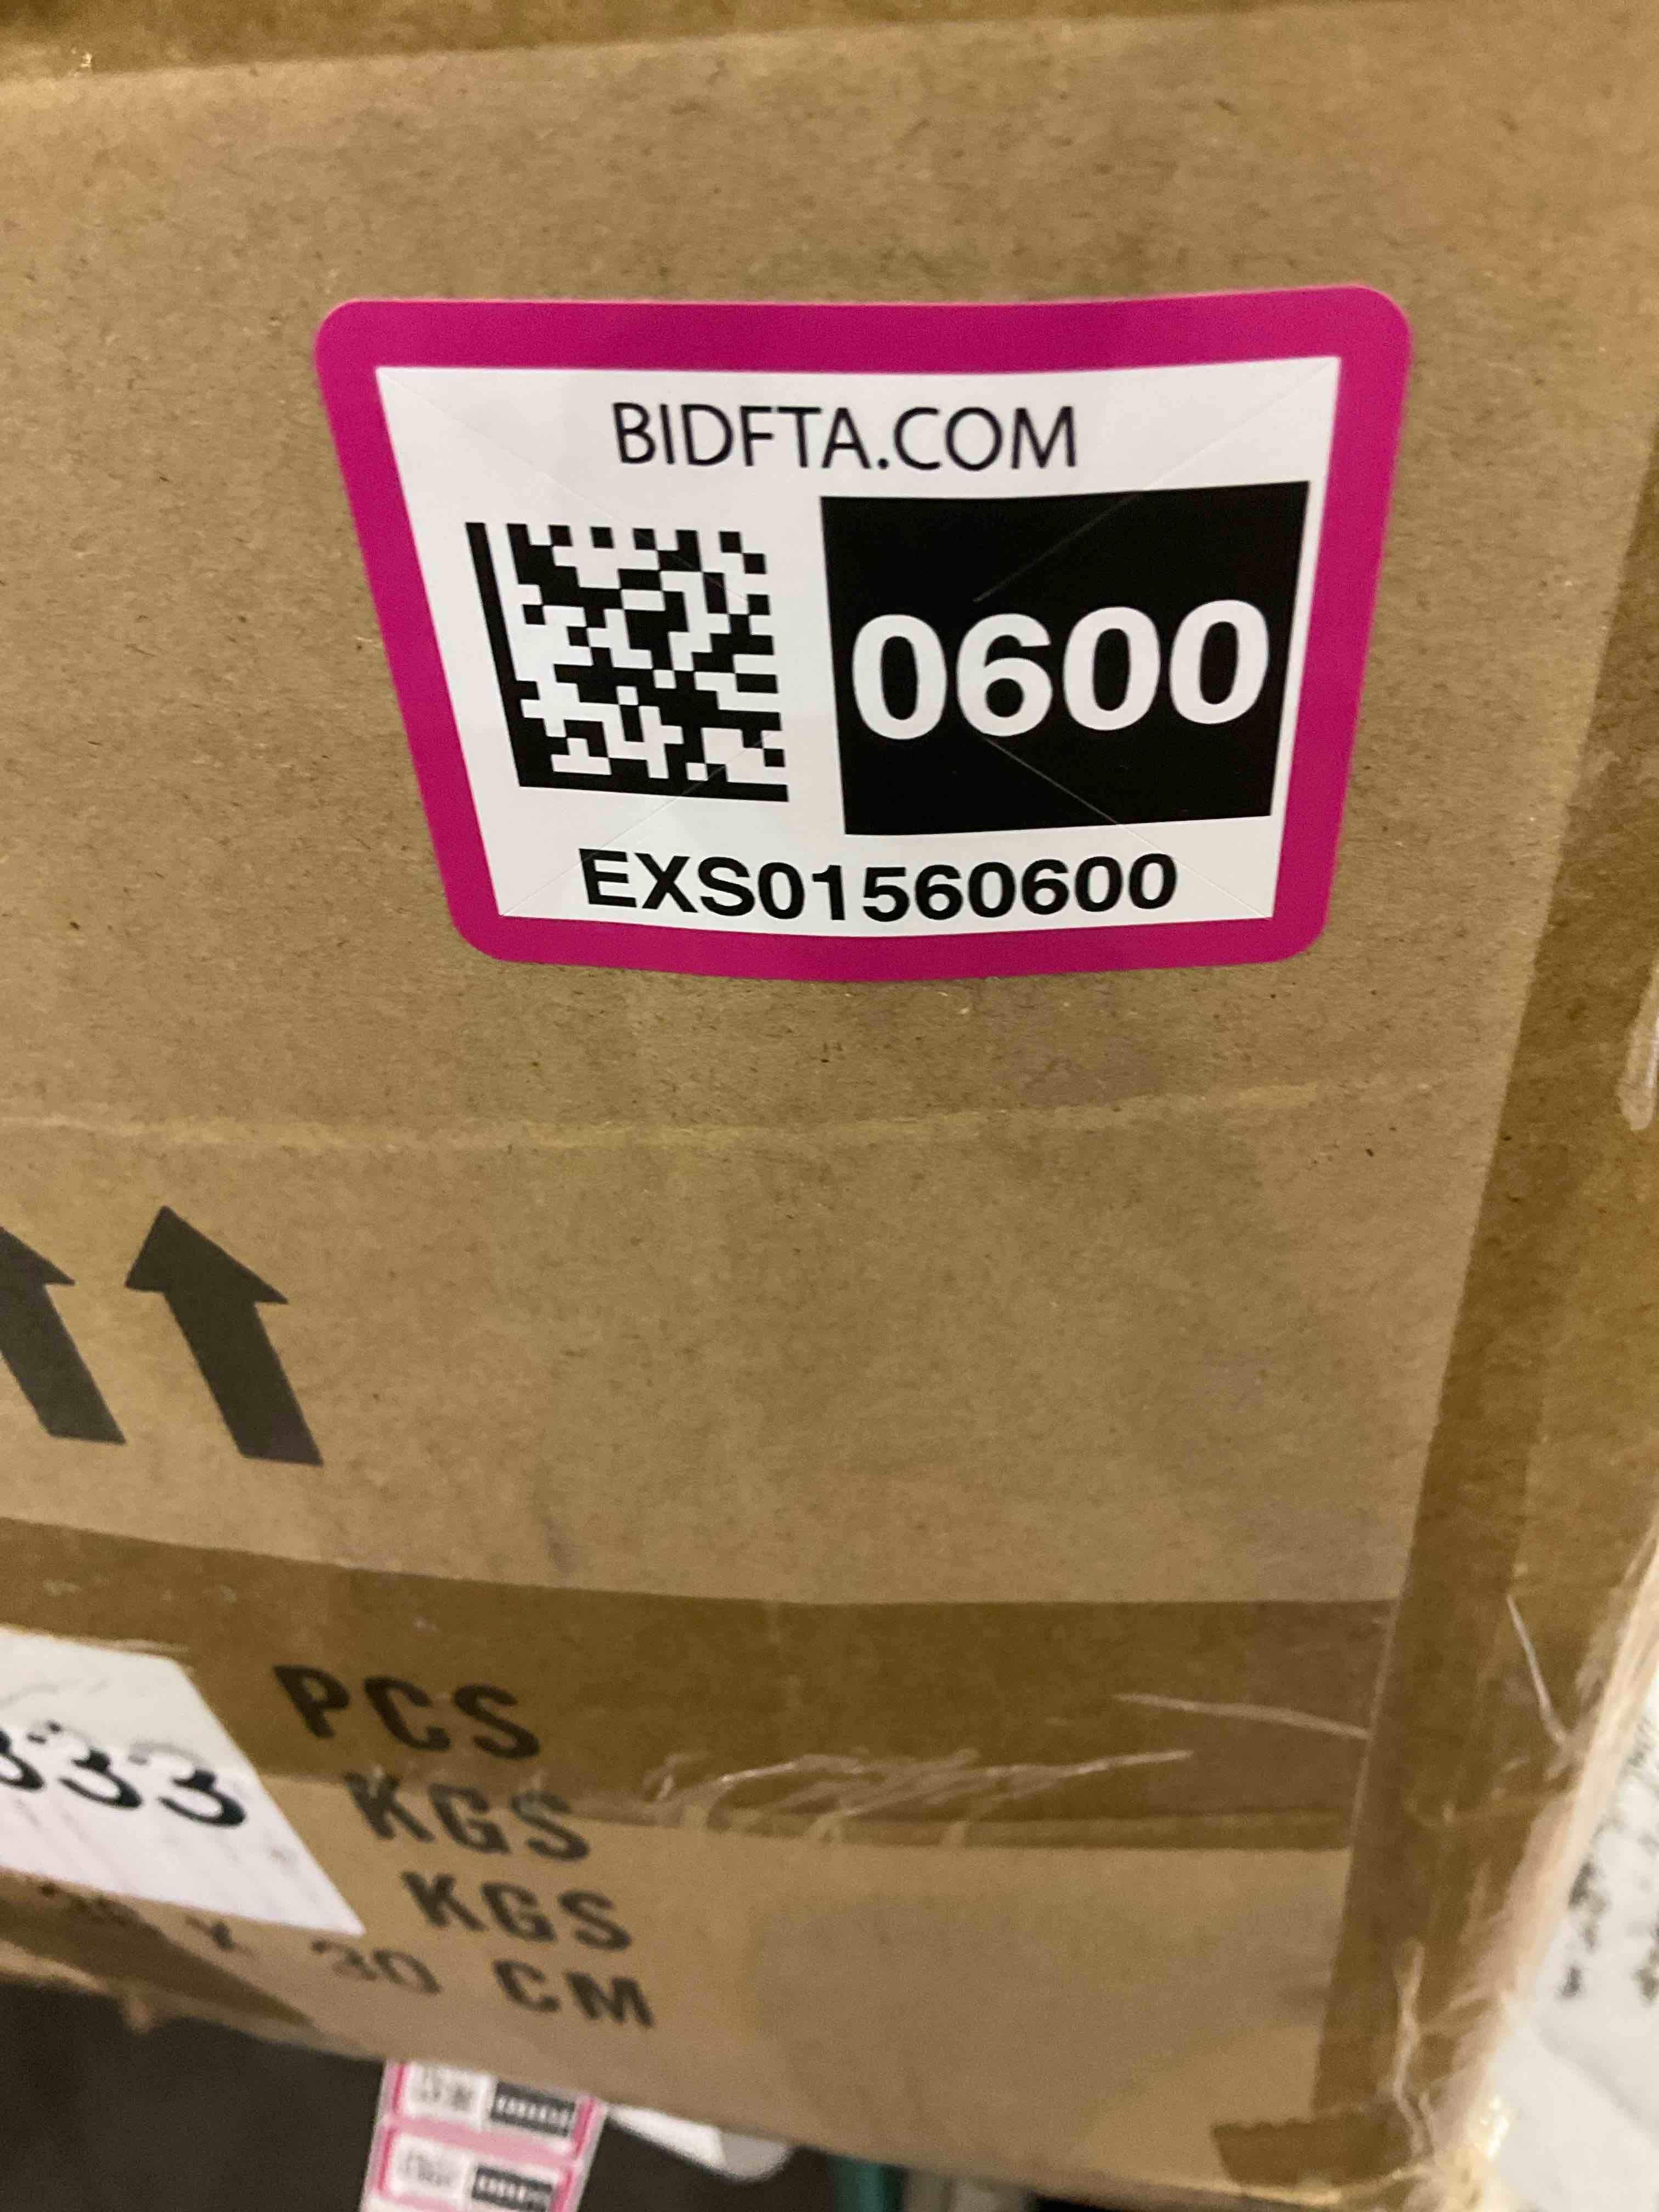 BIDFTA.COM
0600
EXS01560600
PCS
333
KGS
KGS
30 CM